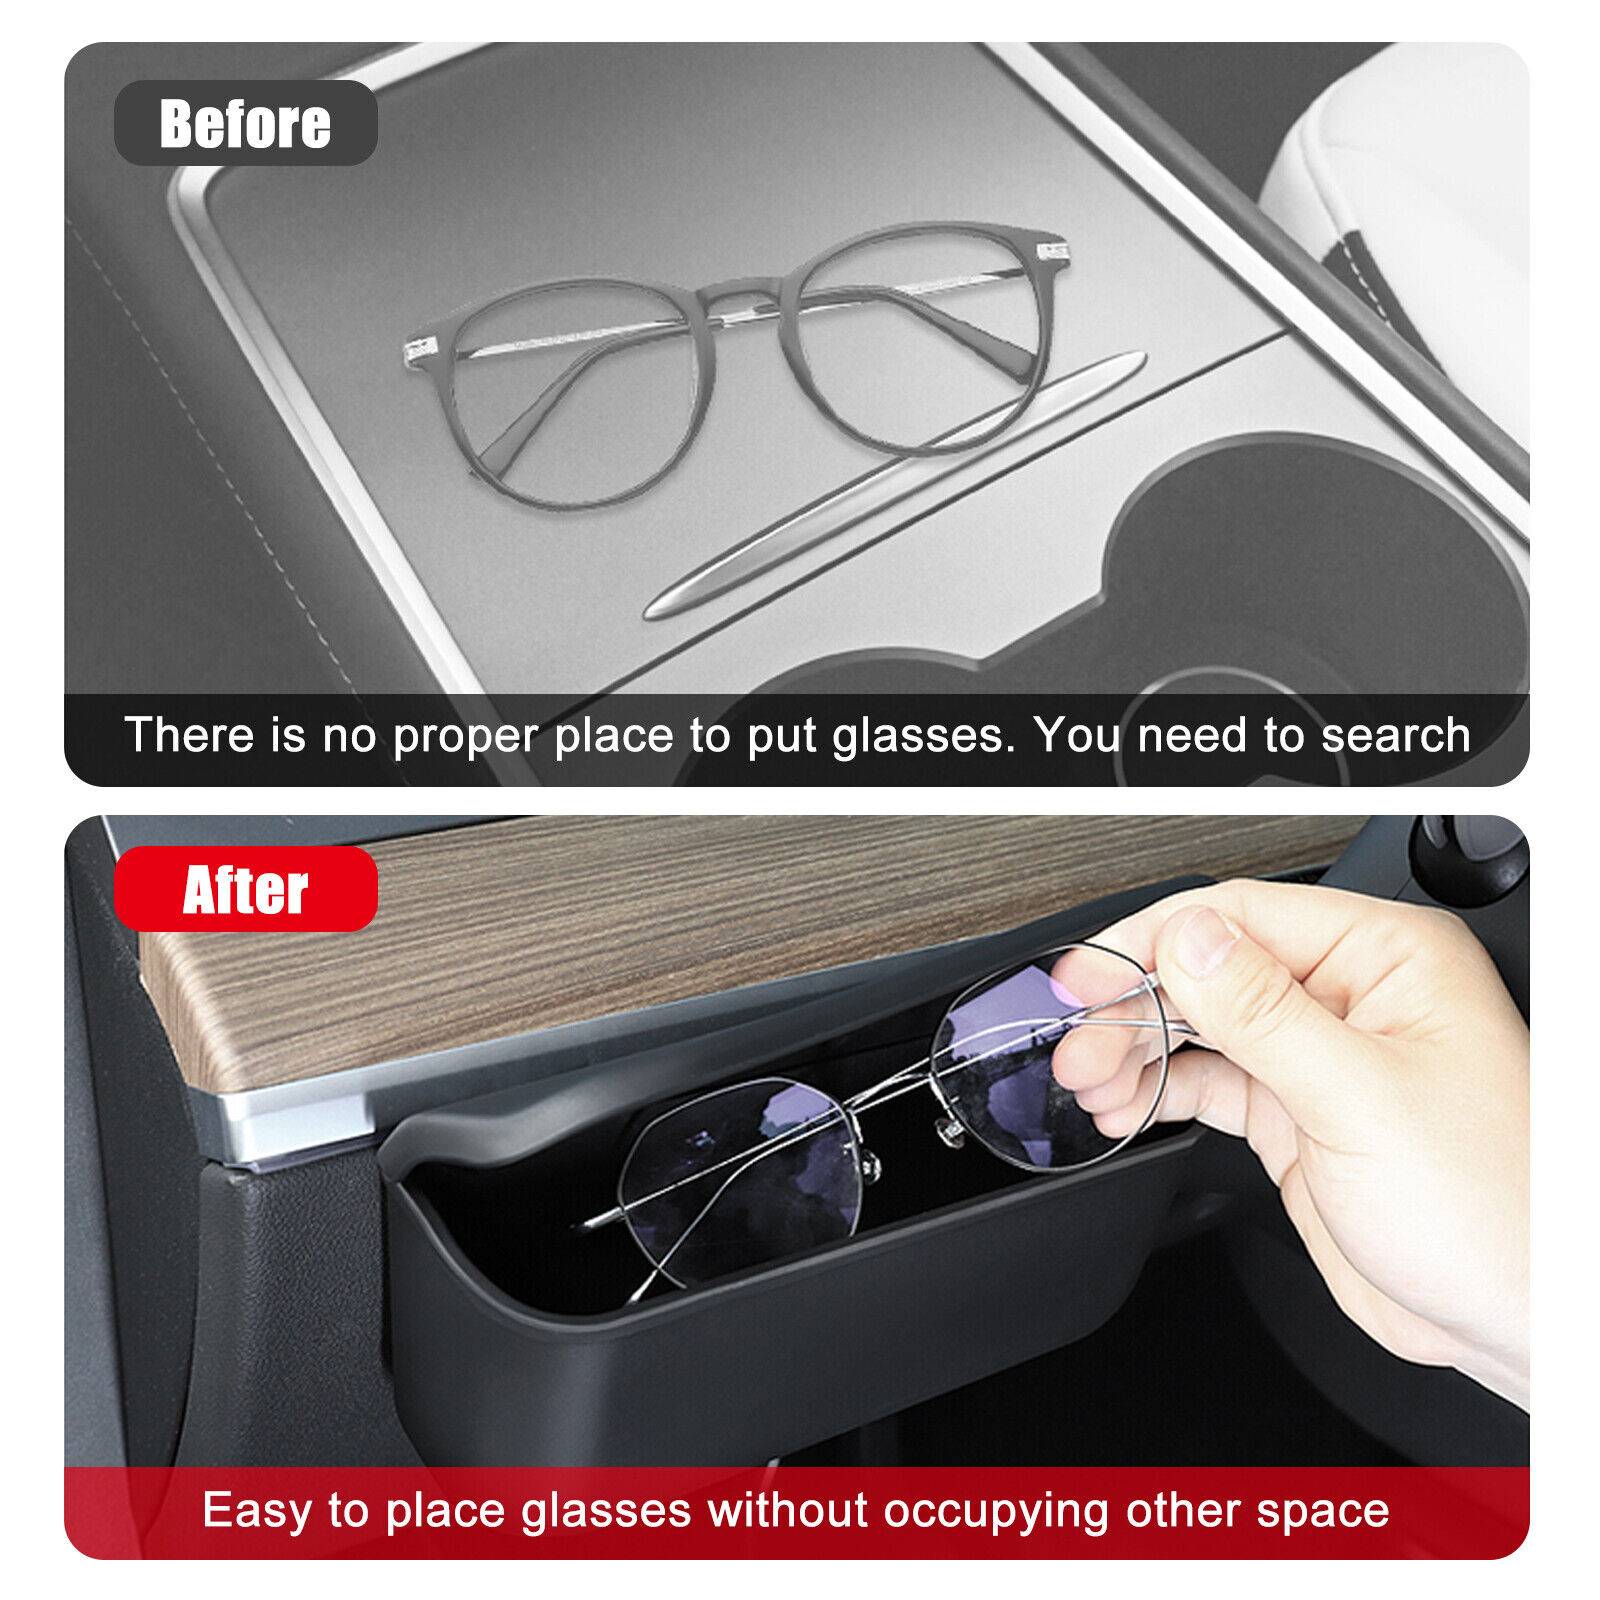 Before
There is no proper place to put glasses. You need to search
After
Easy to place glasses without occupying other space